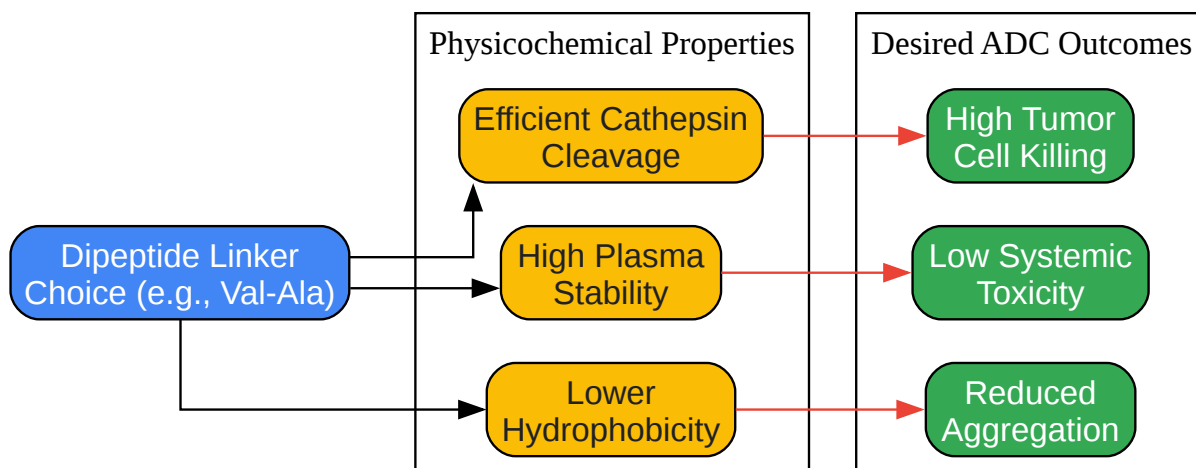 Physicochemical Properties
Desired ADC Outcomes
Efficient Cathepsin
Cleavage
High Tumor
Cell Killing
Dipeptide Linker
Choice (e.g., Val-Ala)
High Plasma
Stability
Low Systemic
Toxicity
Lower
Hydrophobicity
Reduced
Aggregation